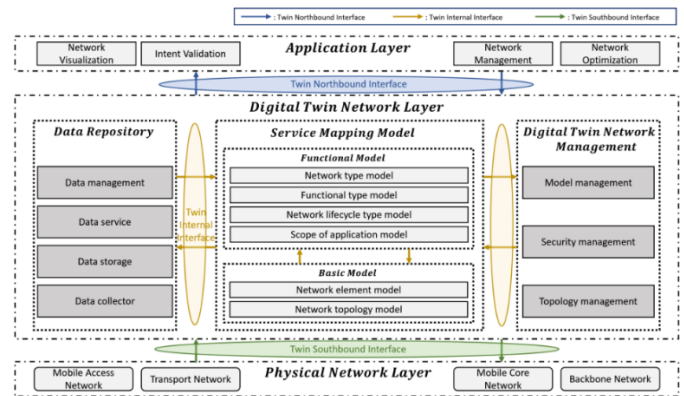 : Twin Northbound Interface
: Twin Internal Interface
: Twin Southbound Interface
Application Layer
Network
Visualization
Intent Validation
Network
Management
Network
Optimization
Twin Northbound Interface
Digital Twin Network Layer
Data Repository
Data management
Data service
Data storage
Data collector
Twin
Internal
Interface
Service Mapping Model
Functional Model
Network type model
Functional type model
Network lifecycle type model
Scope of application model
Basic Model
Network element model
Network topology model
Digital Twin Network
Management
Model management
Security management
Topology management
Twin Southbound Interface
Physical Network Layer
Mobile Access
Network
Transport Network
Mobile Core
Network
Backbone Network